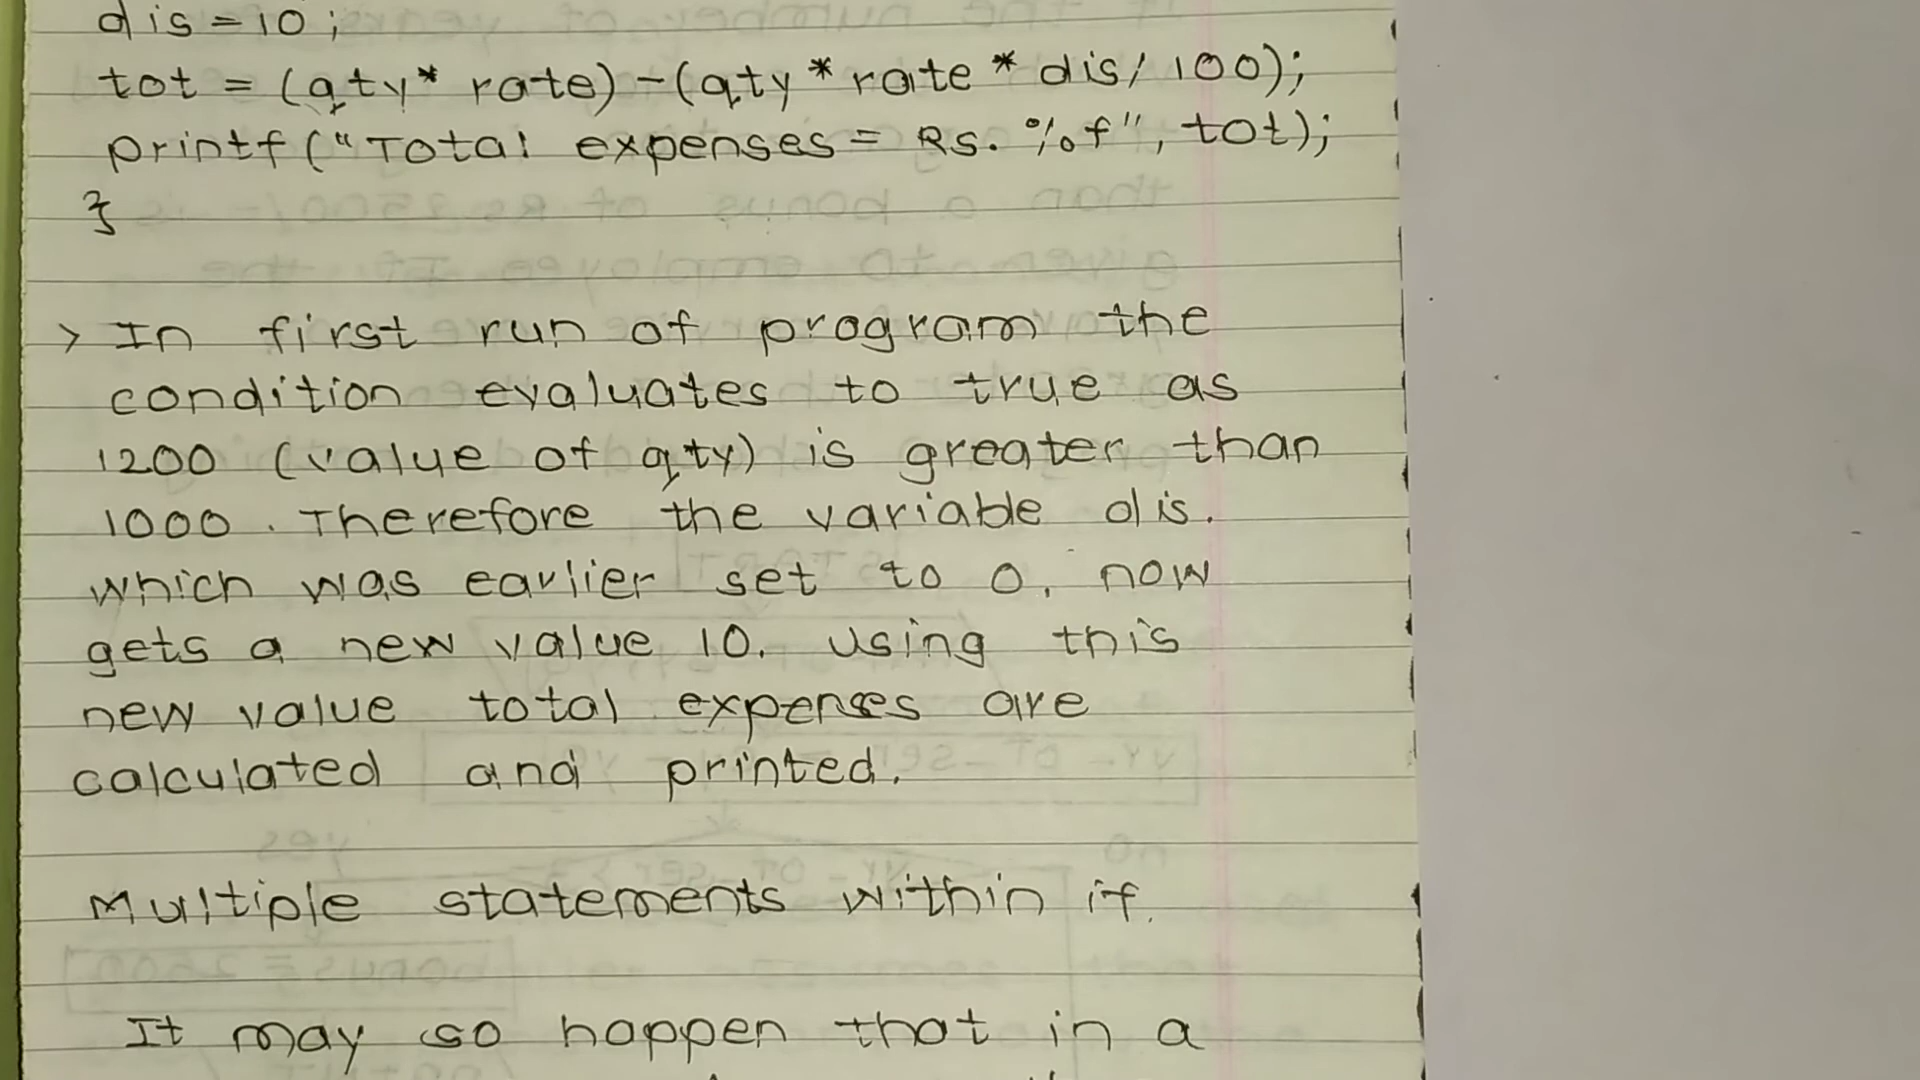 dis=10;
tot = (qty* rate)-(qty * rate * dis/100);
printf("Total expenses = Rs. %f", tot);
}
> In first run of program the
condition evaluates to true as
1200 (value of qty) is greater than
1000. Therefore the variable dis.
which was earlier set to 0. now
gets a new value 10. using this
new value total expenses are
calculated and printed.
Multiple statements within if.
It may so happen that in a